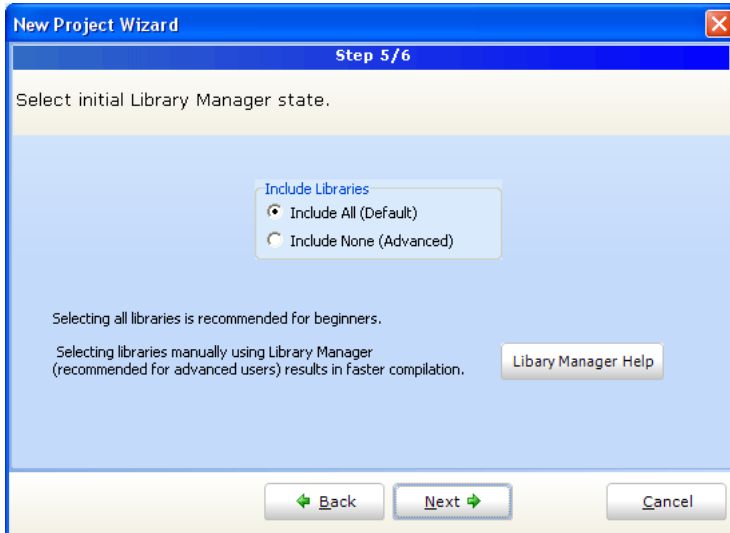 New Project Wizard
Step 5/6
Select initial Library Manager state.
Include Libraries
Include All (Default)
Include None (Advanced)
Selecting all libraries is recommended for beginners.
Selecting libraries manually using Library Manager
(recommended for advanced users) results in faster compilation.
Libary Manager Help
Back
Next
Cancel